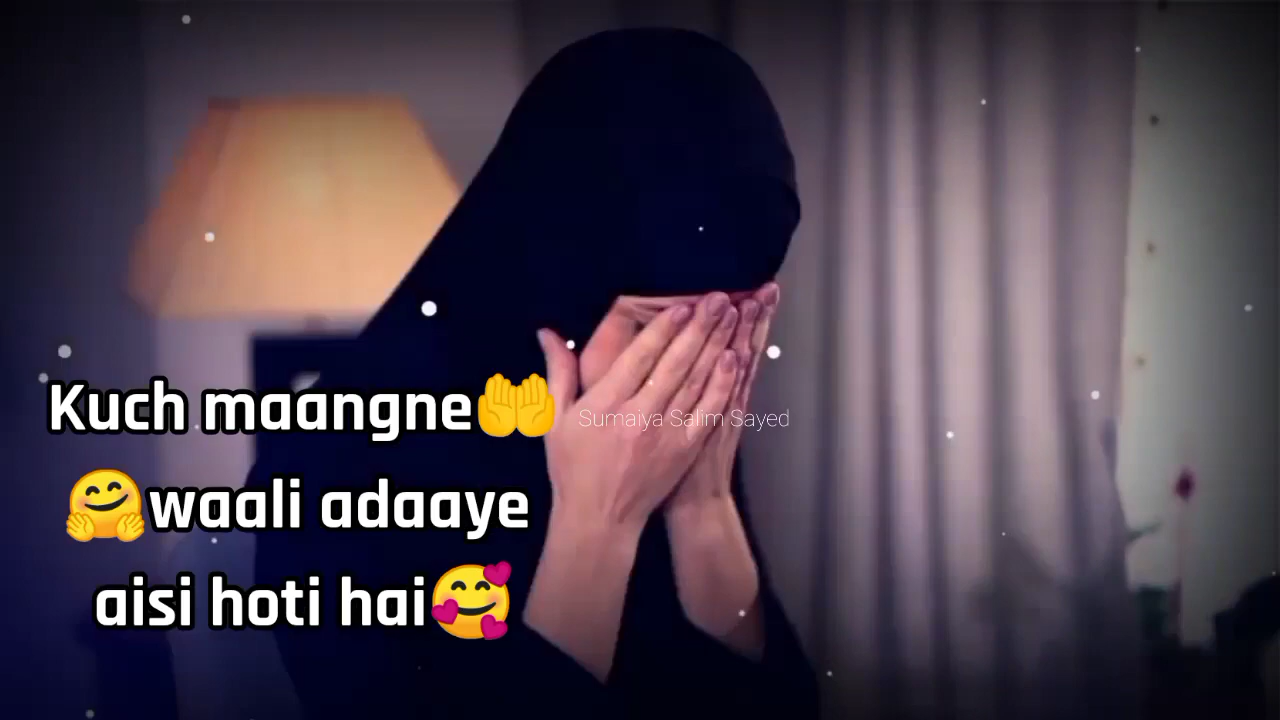 Kuch maangne🤲
Sumaiya Salim Sayed
🤗waali adaaye
aisi hoti hai🥰